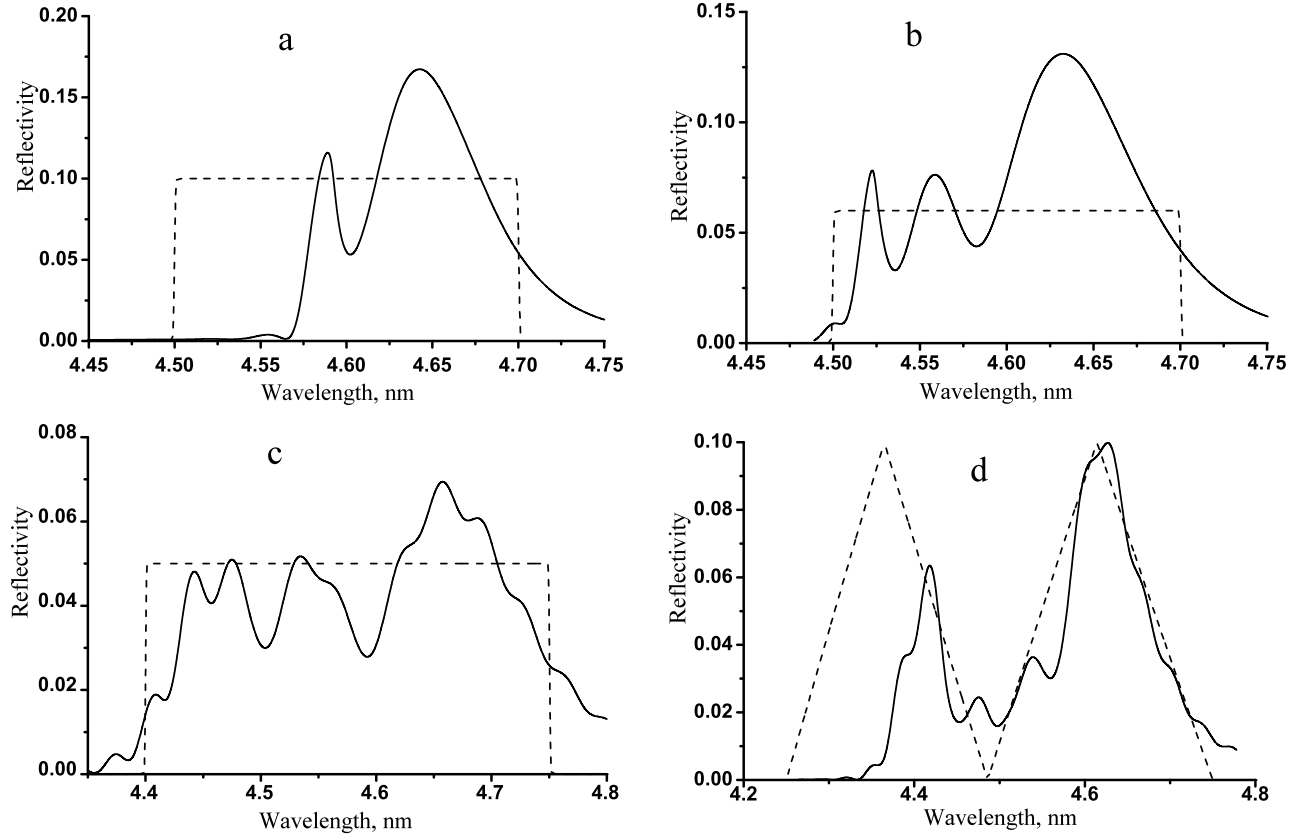 a
0.20
0.15
0.10
0.05
0.00
Reflectivity
4.45 4.50 4.55 4.60 4.65 4.70 4.75
Wavelength, nm
b
0.15
0.10
0.05
0.00
Reflectivity
4.45 4.50 4.55 4.60 4.65 4.70 4.75
Wavelength, nm
c
0.08
0.06
0.04
0.02
0.00
Reflectivity
4.4 4.5 4.6 4.7 4.8
Wavelength, nm
d
0.10
0.08
0.06
0.04
0.02
0.00
Reflectivity
4.2 4.4 4.6 4.8
Wavelength, nm